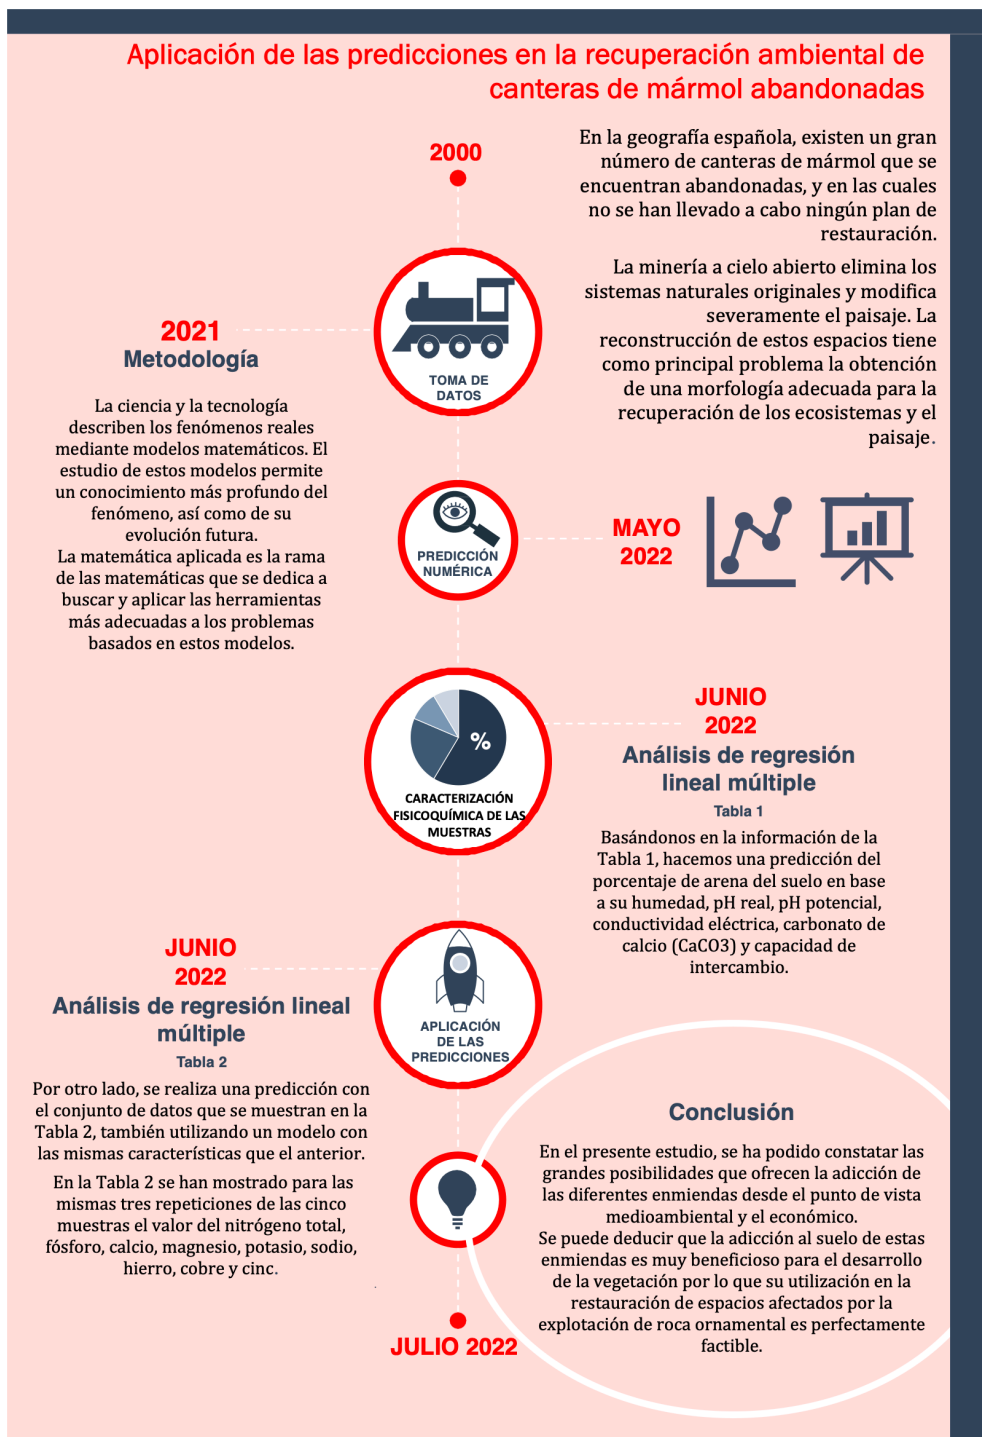 Aplicación de las predicciones en la recuperación ambiental de
canteras de mármol abandonadas
2000
En la geografía española, existen un gran
número de canteras de mármol que se
encuentran abandonadas, y en las cuales
no se han llevado a cabo ningún plan de
restauración.
La minería a cielo abierto elimina los
sistemas naturales originales y modifica
severamente el paisaje. La
reconstrucción de estos espacios tiene
como principal problema la obtención
de una morfología adecuada para la
recuperación de los ecosistemas y el
paisaje.
TOMA DE
DATOS
2021
Metodología
La ciencia y la tecnología
describen los fenómenos reales
mediante modelos matemáticos. El
estudio de estos modelos permite
un conocimiento más profundo del
fenómeno, así como de su
evolución futura.
La matemática aplicada es la rama
de las matemáticas que se dedica a
buscar y aplicar las herramientas
más adecuadas a los problemas
basados en estos modelos.
PREDICCIÓN
NUMÉRICA
MAYO
2022
%
CARACTERIZACIÓN
FISICOQUÍMICA DE LAS
MUESTRAS
JUNIO
2022
Análisis de regresión
lineal múltiple
Tabla 1
Basándonos en la información de la
Tabla 1, hacemos una predicción del
porcentaje de arena del suelo en base
a su humedad, pH real, pH potencial,
conductividad eléctrica, carbonato de
calcio (CaCO3) y capacidad de
intercambio.
APLICACIÓN
DE LAS
PREDICCIONES
JUNIO
2022
Análisis de regresión lineal
múltiple
Tabla 2
Por otro lado, se realiza una predicción con
el conjunto de datos que se muestran en la
Tabla 2, también utilizando un modelo con
las mismas características que el anterior.
En la Tabla 2 se han mostrado para las
mismas tres repeticiones de las cinco
muestras el valor del nitrógeno total,
fósforo, calcio, magnesio, potasio, sodio,
hierro, cobre y cinc.
Conclusión
En el presente estudio, se ha podido constatar las
grandes posibilidades que ofrecen la adicción de
las diferentes enmiendas desde el punto de vista
medioambiental y el económico.
Se puede deducir que la adicción al suelo de estas
enmiendas es muy beneficioso para el desarrollo
de la vegetación por lo que su utilización en la
restauración de espacios afectados por la
explotación de roca ornamental es perfectamente
factible.
JULIO 2022